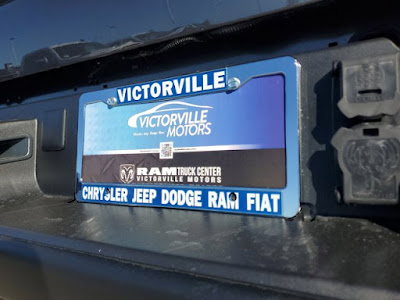 VICTORVILLE
VICTORVILLE
MOTORS
RAM TRUCK CENTER
VICTORVILLE MOTORS
CHRYSLER JEEP DODGE RAM FIAT